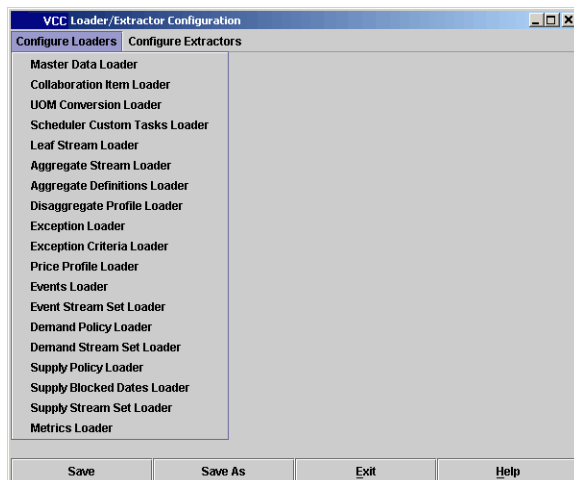 VCC Loader/Extractor Configuration
Configure Loaders Configure Extractors
Master Data Loader
Collaboration Item Loader
UOM Conversion Loader
Scheduler Custom Tasks Loader
Leaf Stream Loader
Aggregate Stream Loader
Aggregate Definitions Loader
Disaggregate Profile Loader
Exception Loader
Exception Criteria Loader
Price Profile Loader
Events Loader
Event Stream Set Loader
Demand Policy Loader
Demand Stream Set Loader
Supply Policy Loader
Supply Blocked Dates Loader
Supply Stream Set Loader
Metrics Loader
Save Save As Exit Help